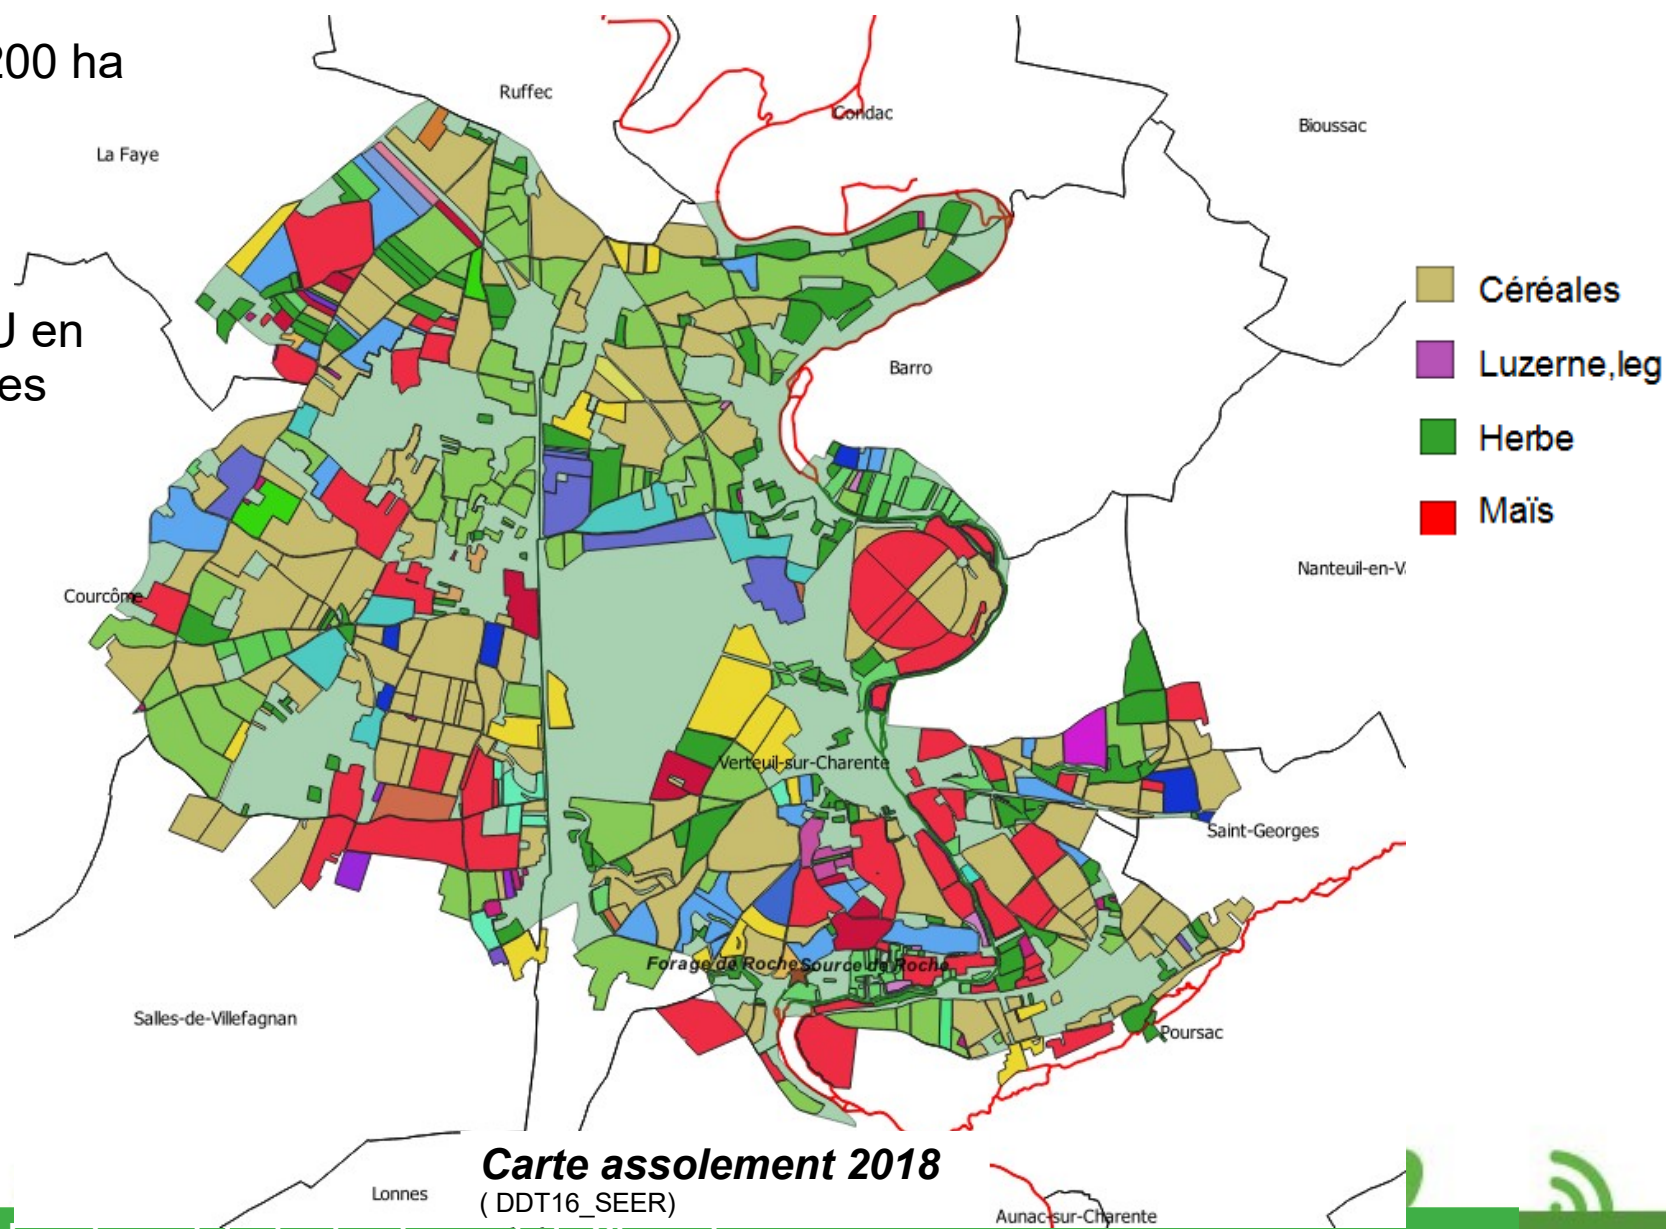 200 ha
Ruffec
Condac
Bioussac
La Faye
U en
es
Barro
Céréales
Luzerne,leg
Herbe
Maïs
Courcôme
Nanteuil-en-V
Verteuil-sur-Charente
Saint-Georges
Forage de Roche Source de Roche
Salles-de-Villefagnan
Poursac
Carte assolement 2018
( DDT16_SEER)
Lonnes
Aunac-sur-Charente